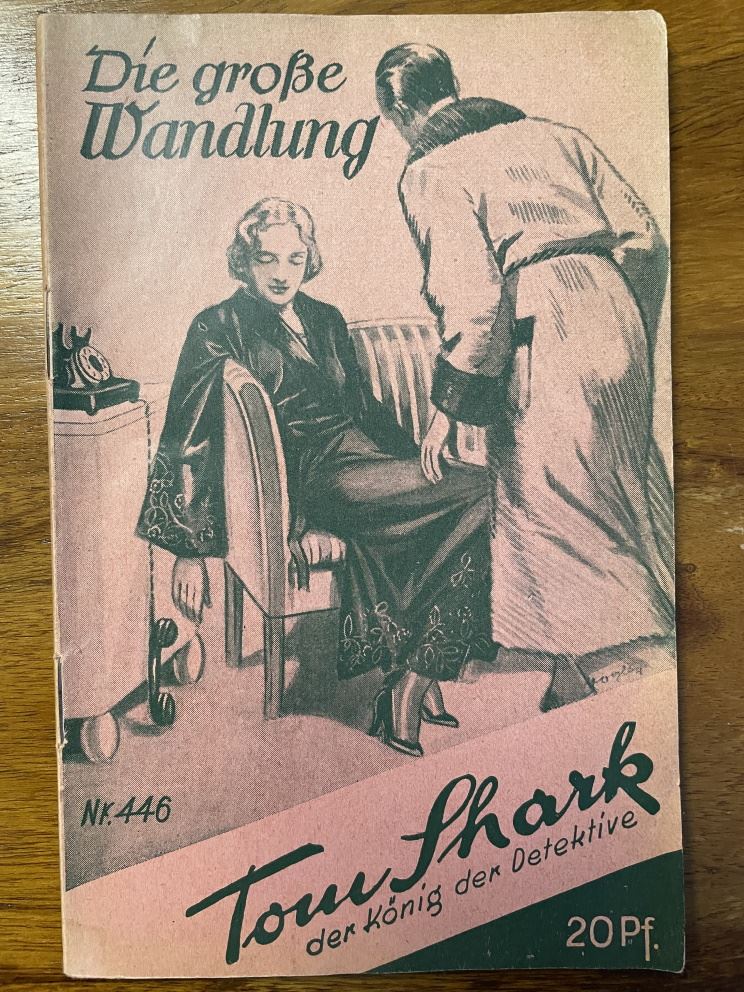 Die große
Wandlung
Nr. 446
Tom Shark
der König der Detektive
20 Pf.